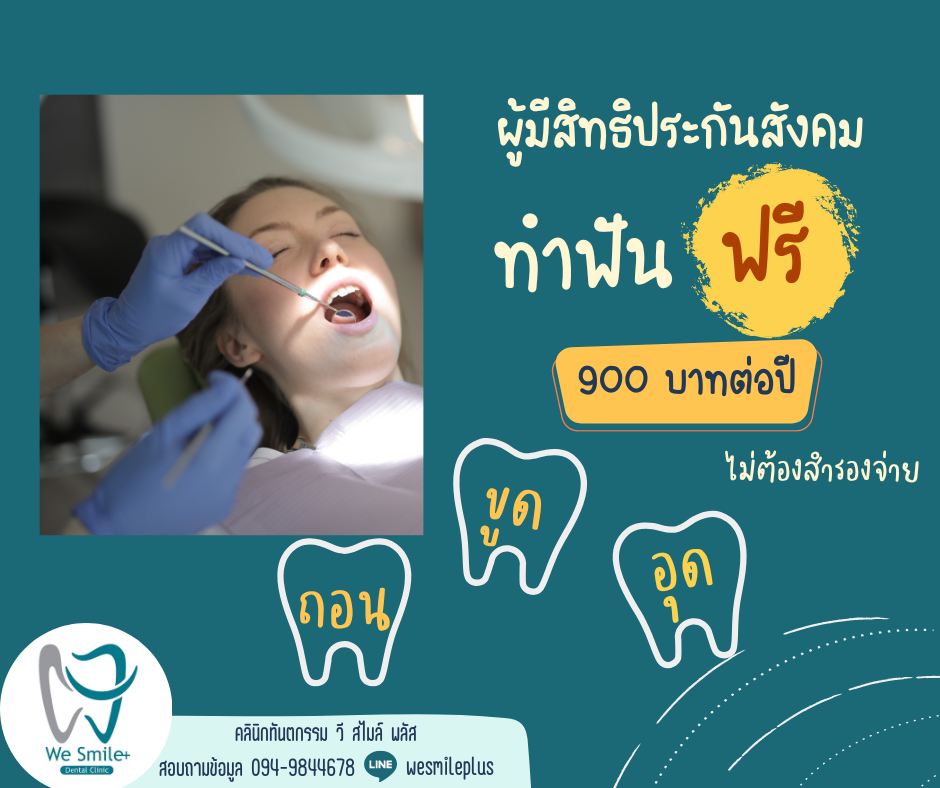 ผู้มีสิทธิประกันสังคม
ทำฟัน ฟรี
900 บาทต่อปี
ไม่ต้องสำรองจ่าย
ขูด
อุด
ถอน
We Smile+
Dental Clinic
คลินิกทันตกรรม วี สไมล์ พลัส
สอบถามข้อมูล 094-9844678 LINE wesmileplus